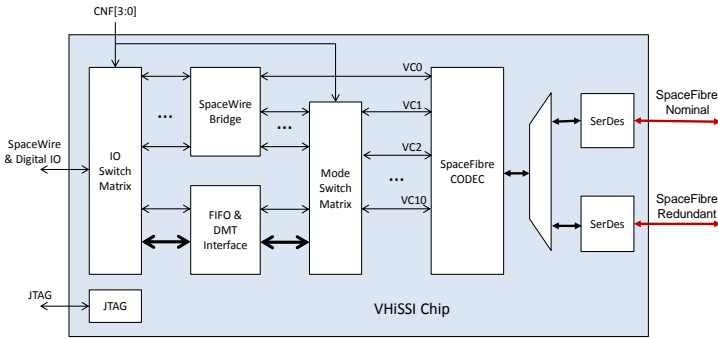 CNF[3:0]
VC0
SpaceWire
Bridge
...
...
VC1
SpaceFibre
Nominal
SerDes
SpaceWire
& Digital IO
IO
Switch
Matrix
Mode
Switch
Matrix
VC2
...
SpaceFibre
CODEC
VC10
FIFO &
DMT
Interface
SpaceFibre
Redundant
SerDes
JTAG
JTAG
VHiSSI Chip